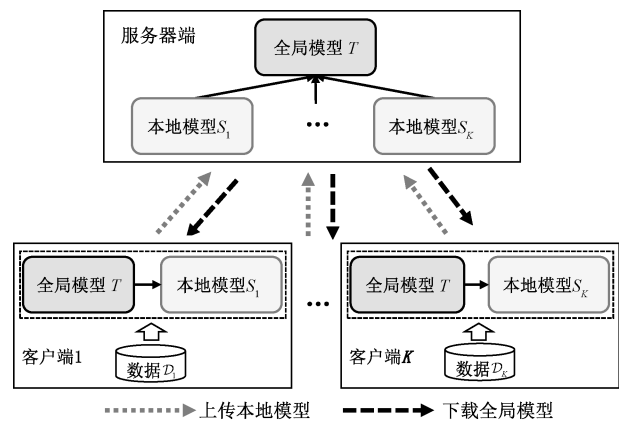 服务器端
全局模型 T
本地模型S₁
...
本地模型S_K
全局模型 T
本地模型S₁
...
全局模型 T
本地模型S_K
客户端1
数据𝒟₁
客户端K
数据𝒟_K
上传本地模型
下载全局模型